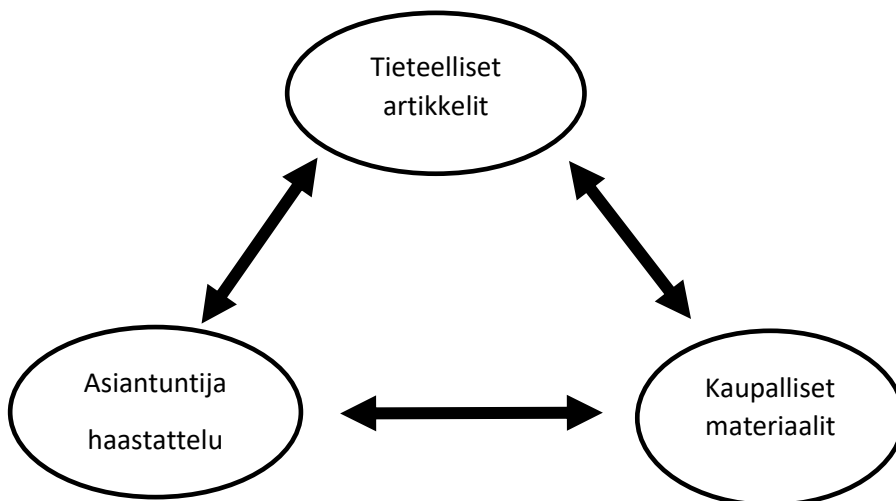 Tieteelliset
artikkelit
Asiantuntija
haastattelu
Kaupalliset
materiaalit